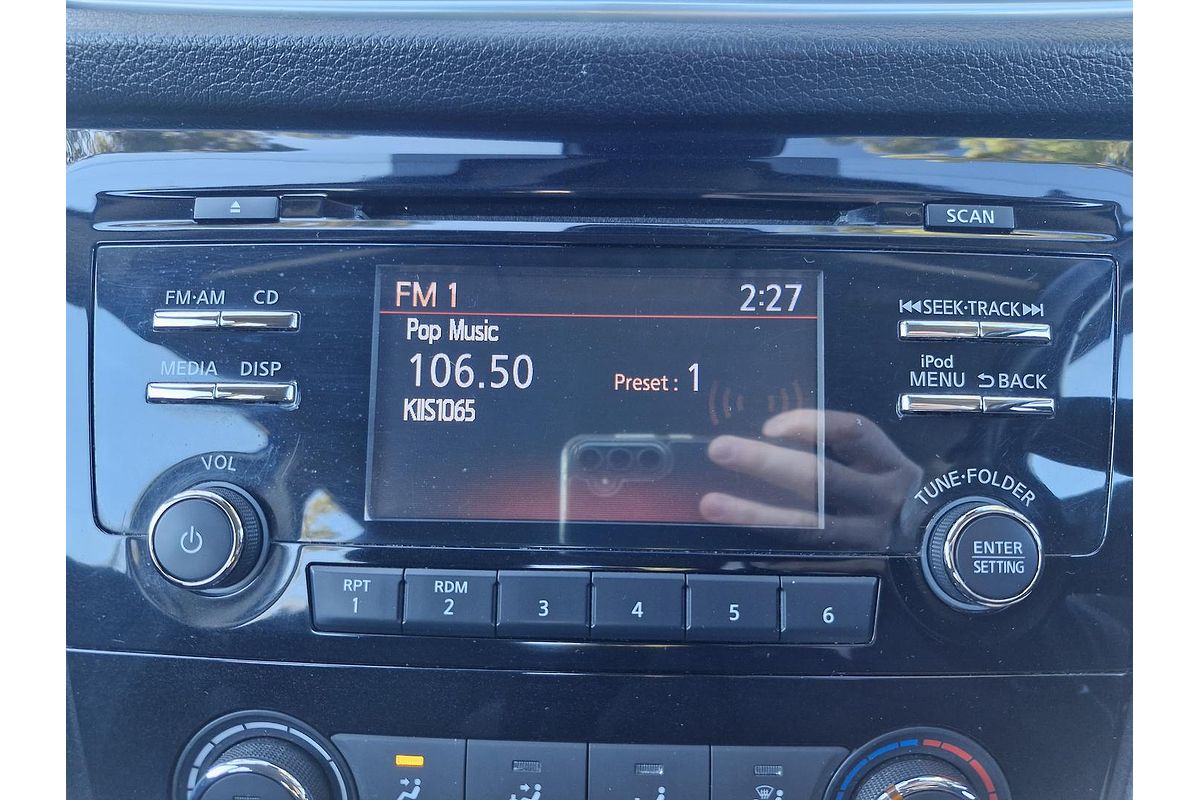 SCAN
FM 1 2:27
Pop Music
106.50
Preset : 1
KIIS1065
FM·AM CD
MEDIA DISP
VOL
SEEK·TRACK
iPod
MENU BACK
TUNE·FOLDER
ENTER
SETTING
RPT RDM
1 2 3 4 5 6